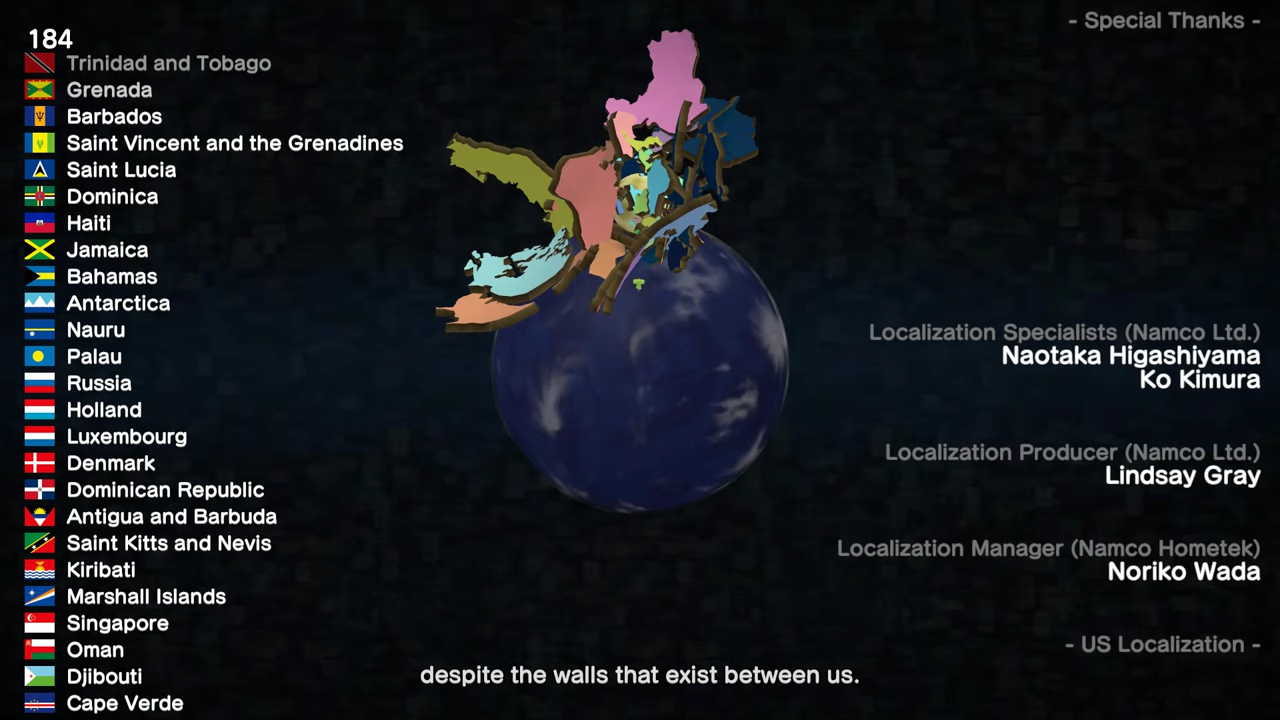 184
Trinidad and Tobago
Grenada
Barbados
Saint Vincent and the Grenadines
Saint Lucia
Dominica
Haiti
Jamaica
Bahamas
Antarctica
Nauru
Palau
Russia
Holland
Luxembourg
Denmark
Dominican Republic
Antigua and Barbuda
Saint Kitts and Nevis
Kiribati
Marshall Islands
Singapore
Oman
Djibouti
Cape Verde
- Special Thanks -
Localization Specialists (Namco Ltd.)
Naotaka Higashiyama
Ko Kimura
Localization Producer (Namco Ltd.)
Lindsay Gray
Localization Manager (Namco Hometek)
Noriko Wada
- US Localization -
despite the walls that exist between us.